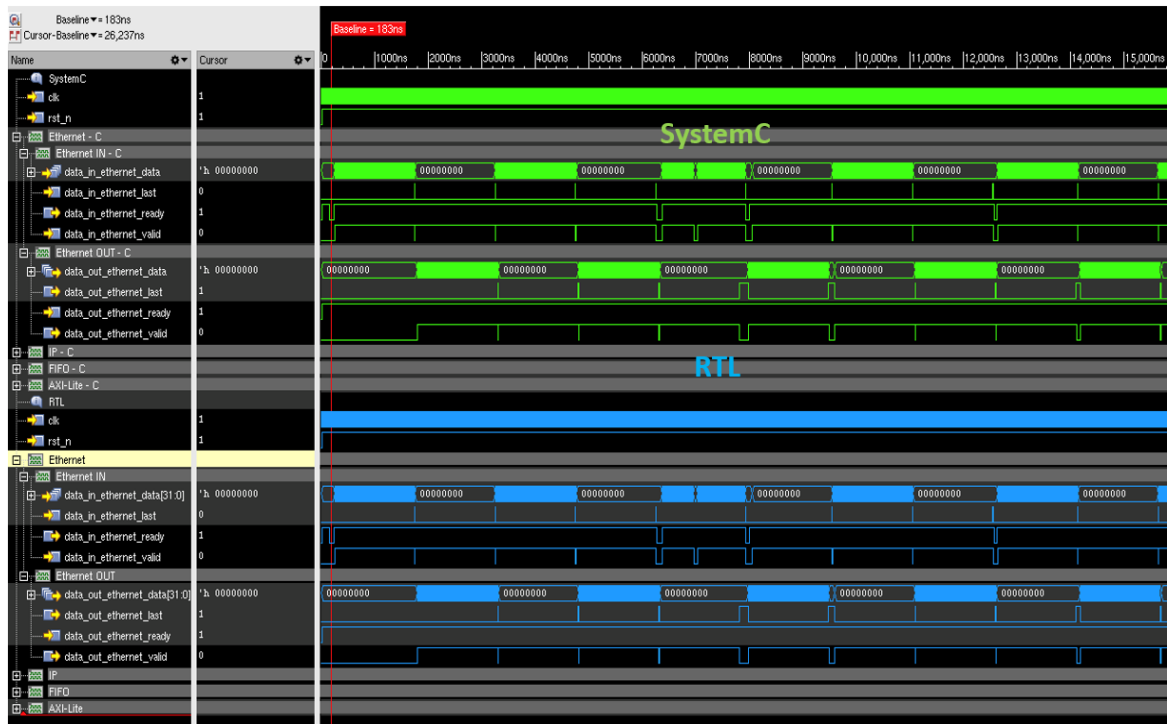 Baseline ▾= 183ns
Cursor-Baseline ▾= 26,237ns
Baseline = 183ns
Name Cursor 0 1000ns 2000ns 3000ns 4000ns 5000ns 6000ns 7000ns 8000ns 9000ns 10,000ns 11,000ns 12,000ns 13,000ns 14,000ns 15,000ns
SystemC
clk 1
rst_n 1
Ethernet - C SystemC
Ethernet IN - C
data_in_ethernet_data 'h 00000000 00000000 00000000 00000000 00000000 00000000
data_in_ethernet_last 0
data_in_ethernet_ready 1
data_in_ethernet_valid 0
Ethernet OUT - C
data_out_ethernet_data 'h 00000000 00000000 00000000 00000000 00000000 00000000
data_out_ethernet_last 1
data_out_ethernet_ready 1
data_out_ethernet_valid 0
IP - C
FIFO - C RTL
AXI-Lite - C
RTL
clk 1
rst_n 1
Ethernet
Ethernet IN
data_in_ethernet_data[31:0] 'h 00000000 00000000 00000000 00000000 00000000 00000000
data_in_ethernet_last 0
data_in_ethernet_ready 1
data_in_ethernet_valid 0
Ethernet OUT
data_out_ethernet_data[31:0] 'h 00000000 00000000 00000000 00000000 00000000 00000000
data_out_ethernet_last 1
data_out_ethernet_ready 1
data_out_ethernet_valid 0
IP
FIFO
AXI-Lite